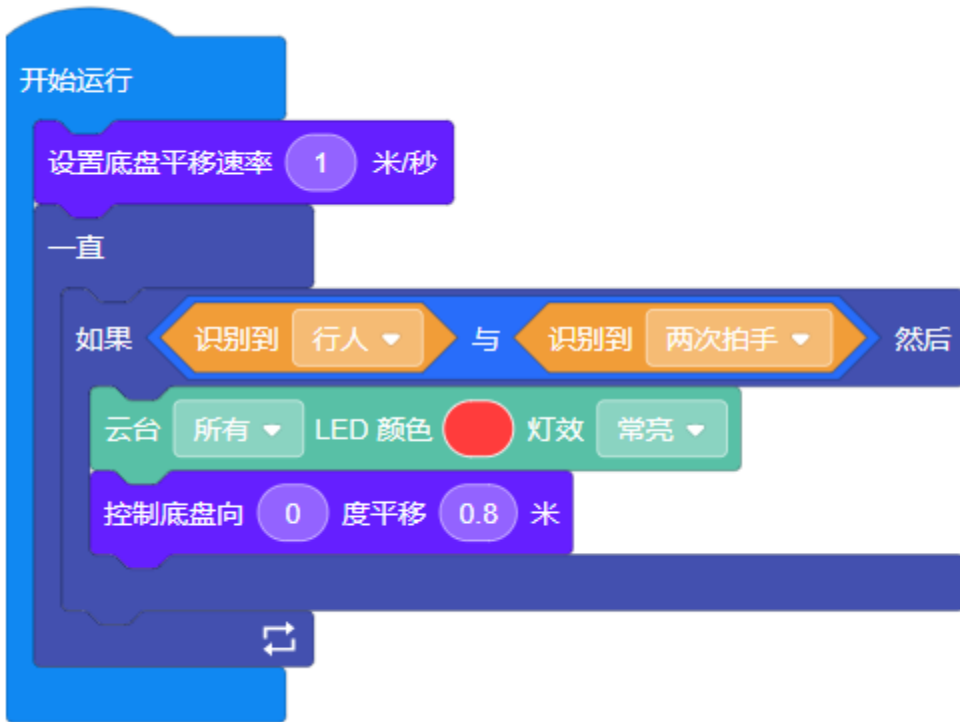 开始运行
设置底盘平移速率 1 米/秒
一直
如果 识别到 行人 与 识别到 两次拍手 然后
云台 所有 LED 颜色 灯效 常亮
控制底盘向 0 度平移 0.8 米